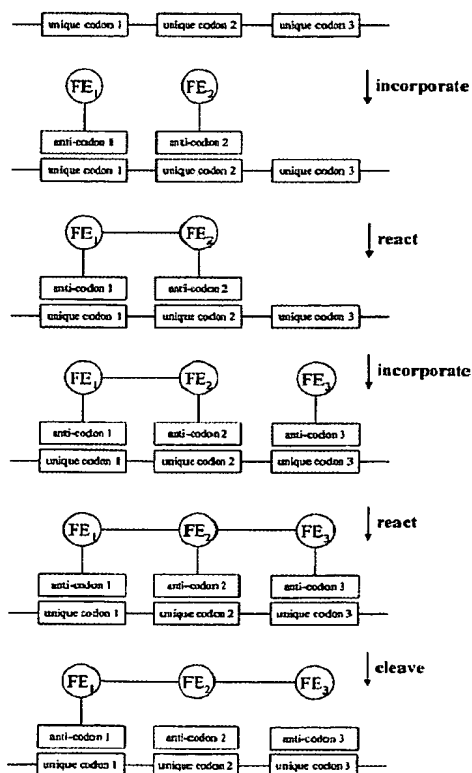 unique codon 1 unique codon 2 unique codon 3
incorporate
FE1 FE2
anti-codon 1 anti-codon 2
unique codon 1 unique codon 2 unique codon 3
react
FE1 FE2
anti-codon 1 anti-codon 2
unique codon 1 unique codon 2 unique codon 3
incorporate
FE1 FE2 FE3
anti-codon 1 anti-codon 2 anti-codon 3
unique codon 1 unique codon 2 unique codon 3
react
FE1 FE2 FE3
anti-codon 1 anti-codon 2 anti-codon 3
unique codon 1 unique codon 2 unique codon 3
cleave
FE1 FE2 FE3
anti-codon 1 anti-codon 2 anti-codon 3
unique codon 1 unique codon 2 unique codon 3